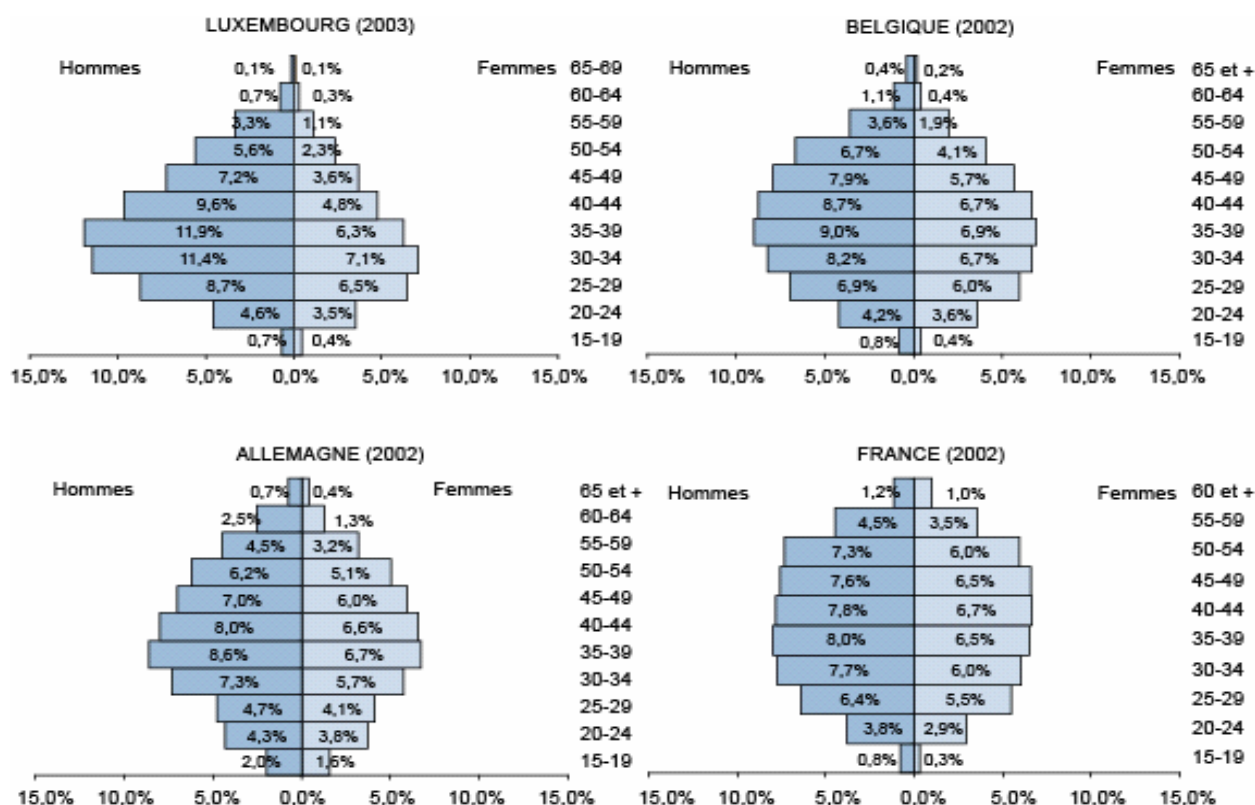 LUXEMBOURG (2003)
Hommes 0,1% 0,1% Femmes 65-69
0,7% 0,3% 60-64
3,3% 1,1% 55-59
5,6% 2,3% 50-54
7,2% 3,6% 45-49
9,6% 4,8% 40-44
11,9% 6,3% 35-39
11,4% 7,1% 30-34
8,7% 6,5% 25-29
4,6% 3,5% 20-24
0,7% 0,4% 15-19
15,0% 10,0% 5,0% 0,0% 5,0% 10,0% 15,0%
BELGIQUE (2002)
Hommes 0,4% 0,2% Femmes 65 et +
1,1% 0,4% 60-64
3,6% 1,9% 55-59
6,7% 4,1% 50-54
7,9% 5,7% 45-49
8,7% 6,7% 40-44
9,0% 6,9% 35-39
8,2% 6,7% 30-34
6,9% 6,0% 25-29
4,2% 3,6% 20-24
0,8% 0,4% 15-19
15,0% 10,0% 5,0% 0,0% 5,0% 10,0% 15,0%
ALLEMAGNE (2002)
Hommes 0,7% 0,4% Femmes 65 et +
2,5% 1,3% 60-64
4,5% 3,2% 55-59
6,2% 5,1% 50-54
7,0% 6,0% 45-49
8,0% 6,6% 40-44
8,6% 6,7% 35-39
7,3% 5,7% 30-34
4,7% 4,1% 25-29
4,3% 3,8% 20-24
2,0% 1,6% 15-19
15,0% 10,0% 5,0% 0,0% 5,0% 10,0% 15,0%
FRANCE (2002)
Hommes 1,2% 1,0% Femmes 60 et +
4,5% 3,5% 55-59
7,3% 6,0% 50-54
7,6% 6,5% 45-49
7,8% 6,7% 40-44
8,0% 6,5% 35-39
7,7% 6,0% 30-34
6,4% 5,5% 25-29
3,8% 2,9% 20-24
0,8% 0,3% 15-19
15,0% 10,0% 5,0% 0,0% 5,0% 10,0% 15,0%